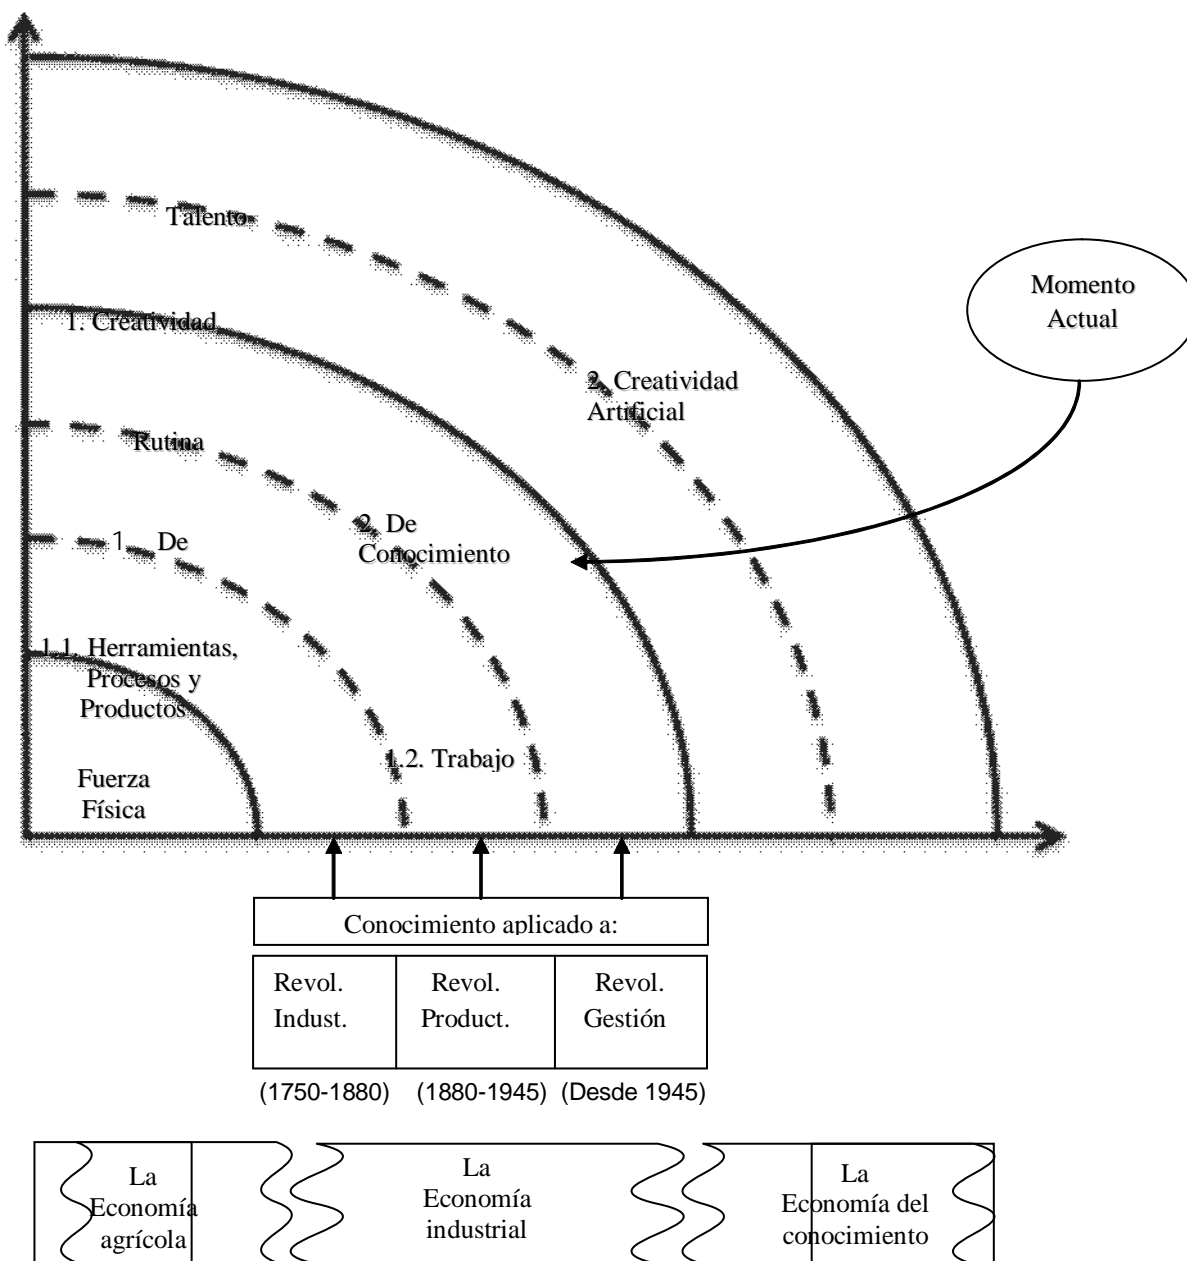 Talento
Momento
Actual
1. Creatividad
2. Creatividad
Artificial
Rutina
2. De
Conocimiento
1. De
1.1. Herramientas,
Procesos y
Productos
1.2. Trabajo
Fuerza
Física
Conocimiento aplicado a:
Revol.
Indust.
Revol.
Product.
Revol.
Gestión
(1750-1880)
(1880-1945)
(Desde 1945)
La
Economía
agrícola
La
Economía
industrial
La
Economía del
conocimiento